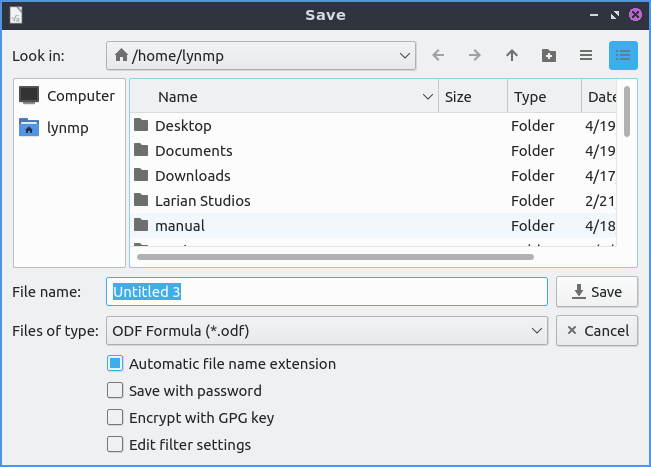 Save
Look in: /home/lynmp
Computer
lynmp
Name Size Type Date
Desktop Folder 4/19
Documents Folder 4/19
Downloads Folder 4/17
Larian Studios Folder 2/21
manual Folder 4/18
File name: Untitled 3 Save
Files of type: ODF Formula (*.odf) Cancel
Automatic file name extension
Save with password
Encrypt with GPG key
Edit filter settings